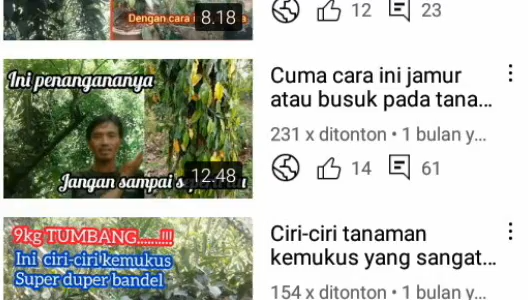 Dengan cara
8.18
12
23
Ini penangananya
Jangan sampai
12.48
Cuma cara ini jamur
atau busuk pada tana...
231 x ditonton • 1 bulan y...
14
61
9kg TUMBANG........!!!
Ini ciri-ciri kemukus
Super duper bandel
Ciri-ciri tanaman
kemukus yang sangat...
154 x ditonton • 1 bulan y...